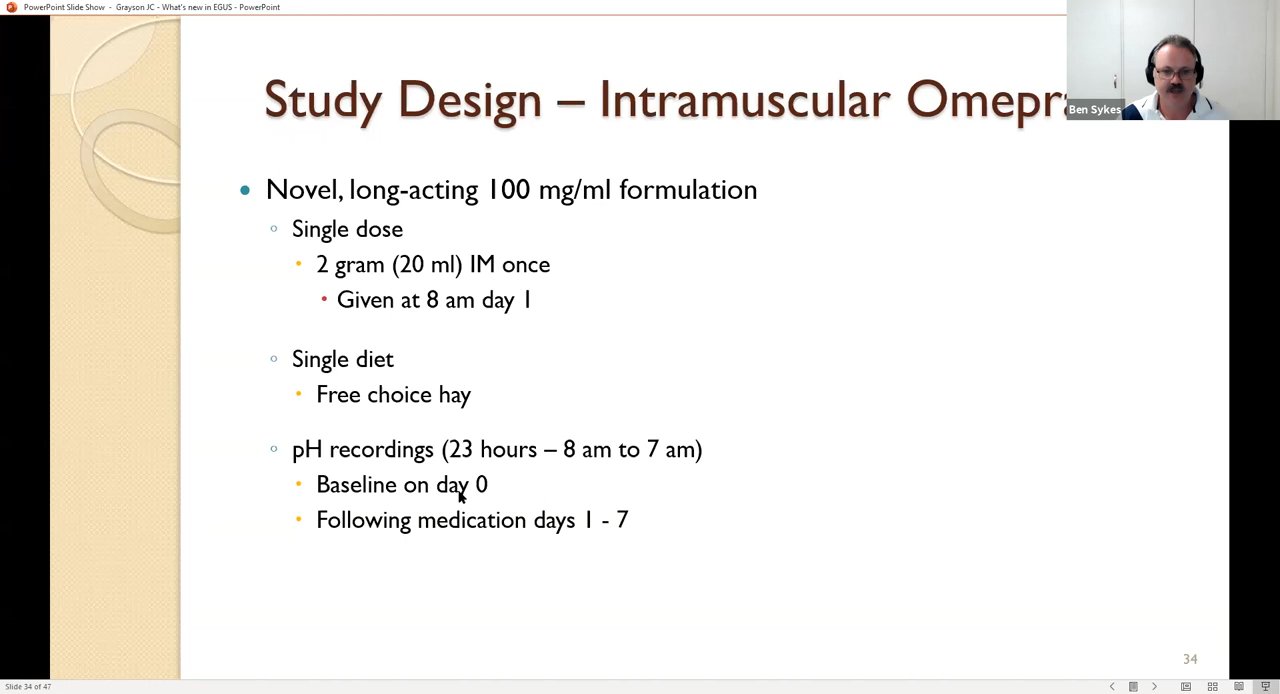 PowerPoint Slide Show - Grayson JC - What's new in EGUS - PowerPoint
Study Design – Intramuscular Omepra
Ben Sykes
• Novel, long-acting 100 mg/ml formulation
◦ Single dose
• 2 gram (20 ml) IM once
• Given at 8 am day 1
◦ Single diet
• Free choice hay
◦ pH recordings (23 hours – 8 am to 7 am)
• Baseline on day 0
• Following medication days 1 - 7
34
Slide 34 of 47